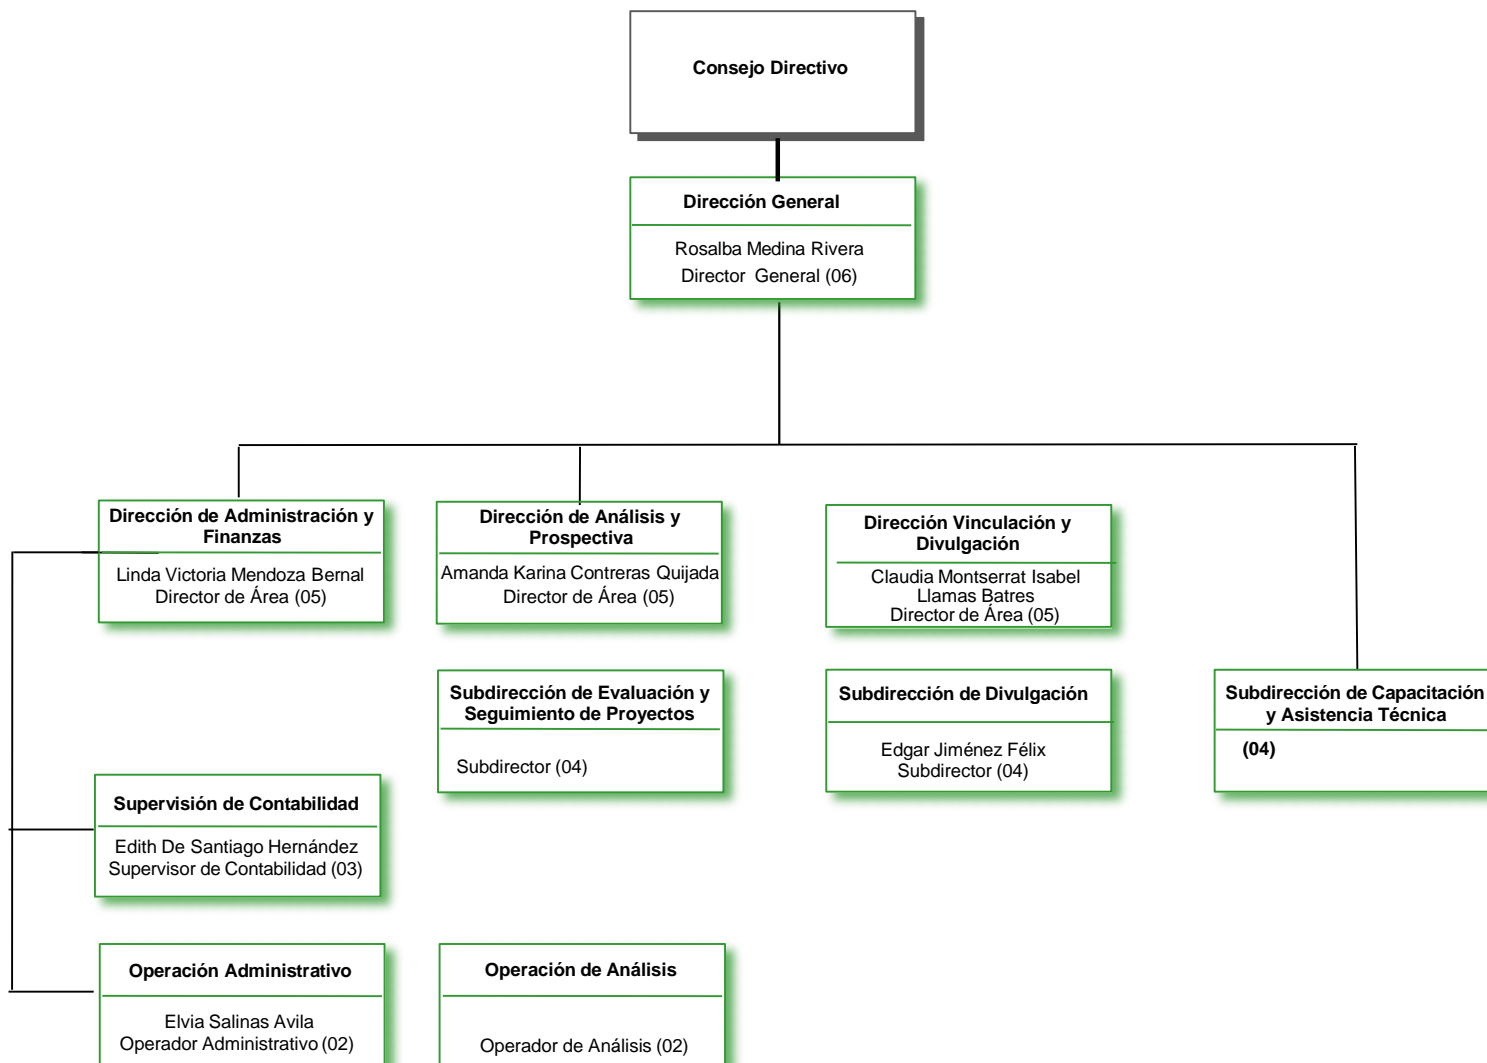 Consejo Directivo
Dirección General
Rosalba Medina Rivera
Director General (06)
Dirección de Administración y
Finanzas
Linda Victoria Mendoza Bernal
Director de Área (05)
Dirección de Análisis y
Prospectiva
Amanda Karina Contreras Quijada
Director de Área (05)
Dirección Vinculación y
Divulgación
Claudia Montserrat Isabel
Llamas Batres
Director de Área (05)
Subdirección de Evaluación y
Seguimiento de Proyectos
Subdirector (04)
Subdirección de Divulgación
Edgar Jiménez Félix
Subdirector (04)
Subdirección de Capacitación
y Asistencia Técnica
(04)
Supervisión de Contabilidad
Edith De Santiago Hernández
Supervisor de Contabilidad (03)
Operación Administrativo
Elvia Salinas Avila
Operador Administrativo (02)
Operación de Análisis
Operador de Análisis (02)